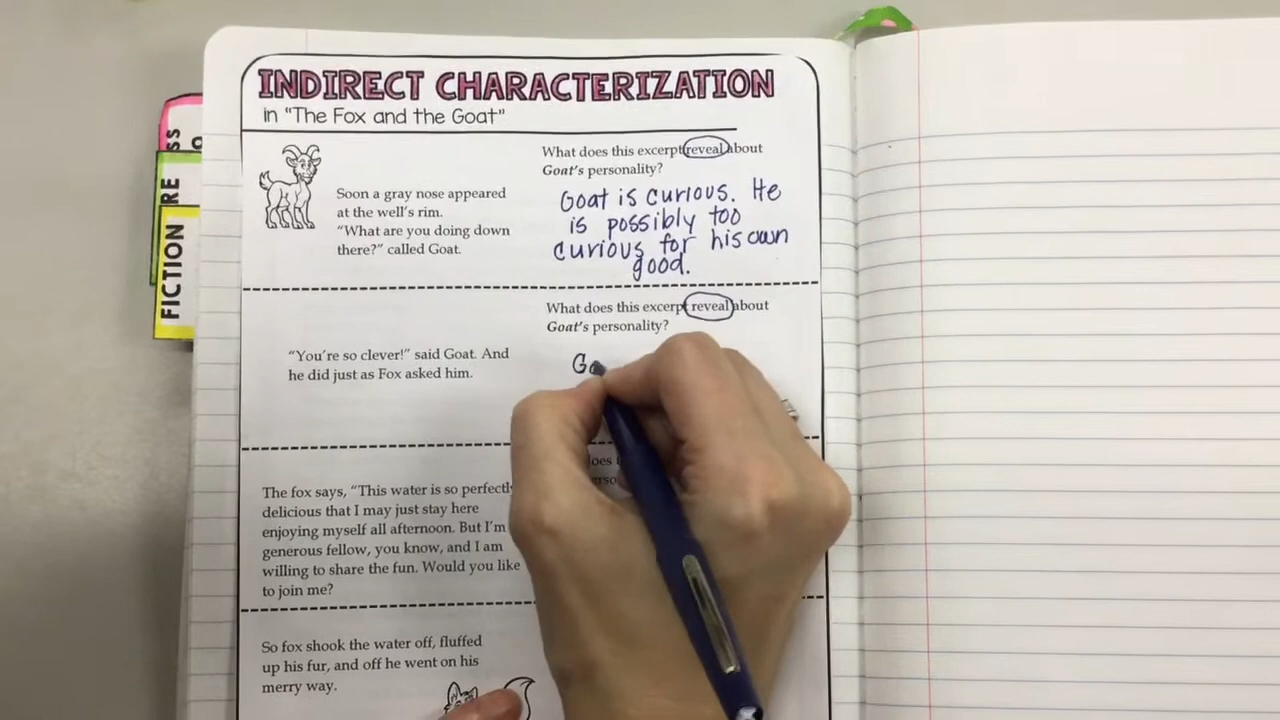 INDIRECT CHARACTERIZATION
in "The Fox and the Goat"
Soon a gray nose appeared
at the well's rim.
"What are you doing down
there?" called Goat.
What does this excerpt reveal about
Goat's personality?
Goat is curious. He
is possibly too
curious for his own
good.
"You're so clever!" said Goat. And
he did just as Fox asked him.
What does this excerpt reveal about
Goat's personality?
Go
The fox says, "This water is so perfectly
delicious that I may just stay here
enjoying myself all afternoon. But I'm
generous fellow, you know, and I am
willing to share the fun. Would you like
to join me?
So fox shook the water off, fluffed
up his fur, and off he went on his
merry way.
FICTION
RE
SS